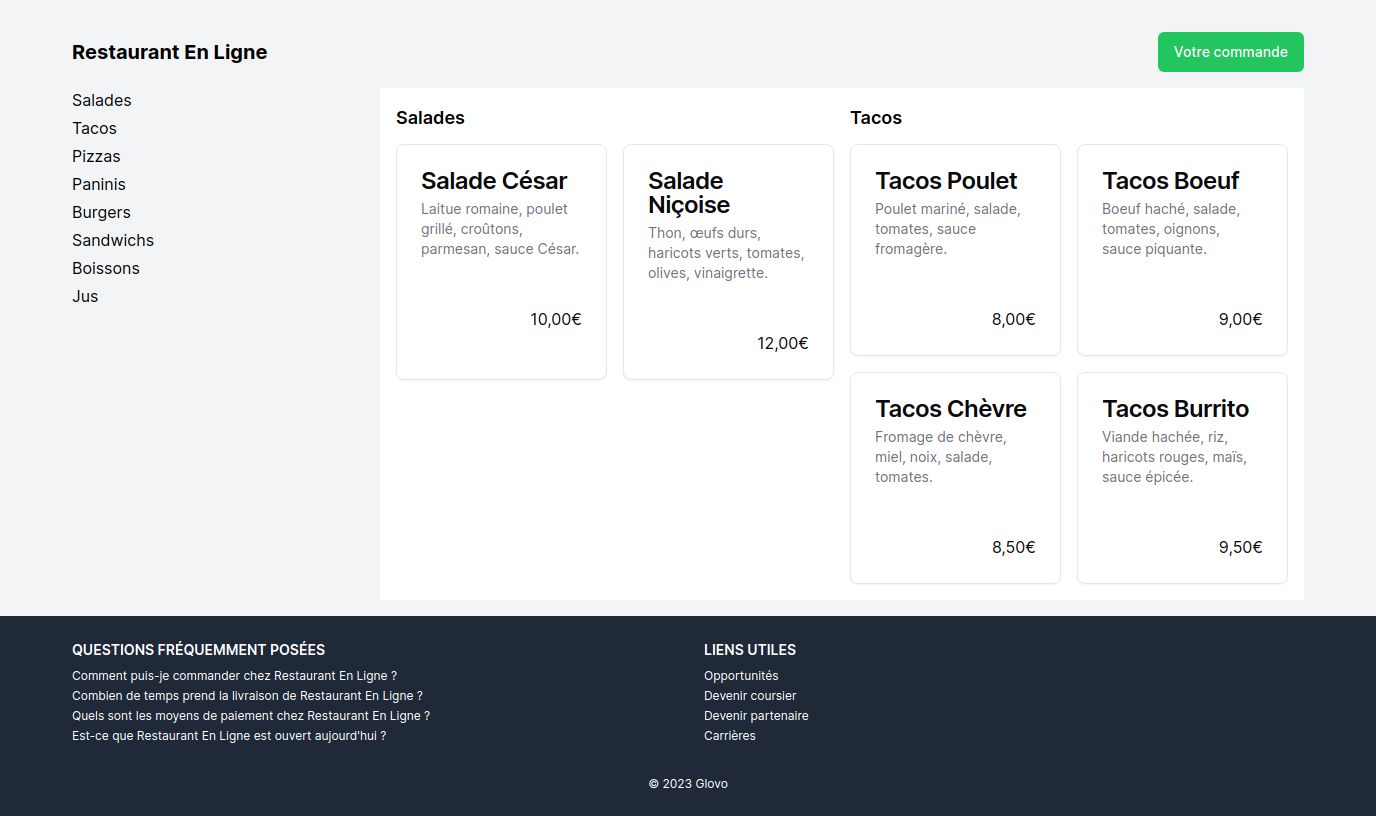 Restaurant En Ligne
Votre commande
Salades
Tacos
Pizzas
Paninis
Burgers
Sandwichs
Boissons
Jus
Salades
Salade César
Laitue romaine, poulet
grillé, croûtons,
parmesan, sauce César.
10,00€
Salade
Niçoise
Thon, œufs durs,
haricots verts, tomates,
olives, vinaigrette.
12,00€
Tacos
Tacos Poulet
Poulet mariné, salade,
tomates, sauce
fromagère.
8,00€
Tacos Boeuf
Boeuf haché, salade,
tomates, oignons,
sauce piquante.
9,00€
Tacos Chèvre
Fromage de chèvre,
miel, noix, salade,
tomates.
8,50€
Tacos Burrito
Viande hachée, riz,
haricots rouges, maïs,
sauce épicée.
9,50€
QUESTIONS FRÉQUEMMENT POSÉES
Comment puis-je commander chez Restaurant En Ligne ?
Combien de temps prend la livraison de Restaurant En Ligne ?
Quels sont les moyens de paiement chez Restaurant En Ligne ?
Est-ce que Restaurant En Ligne est ouvert aujourd'hui ?
LIENS UTILES
Opportunités
Devenir coursier
Devenir partenaire
Carrières
© 2023 Glovo